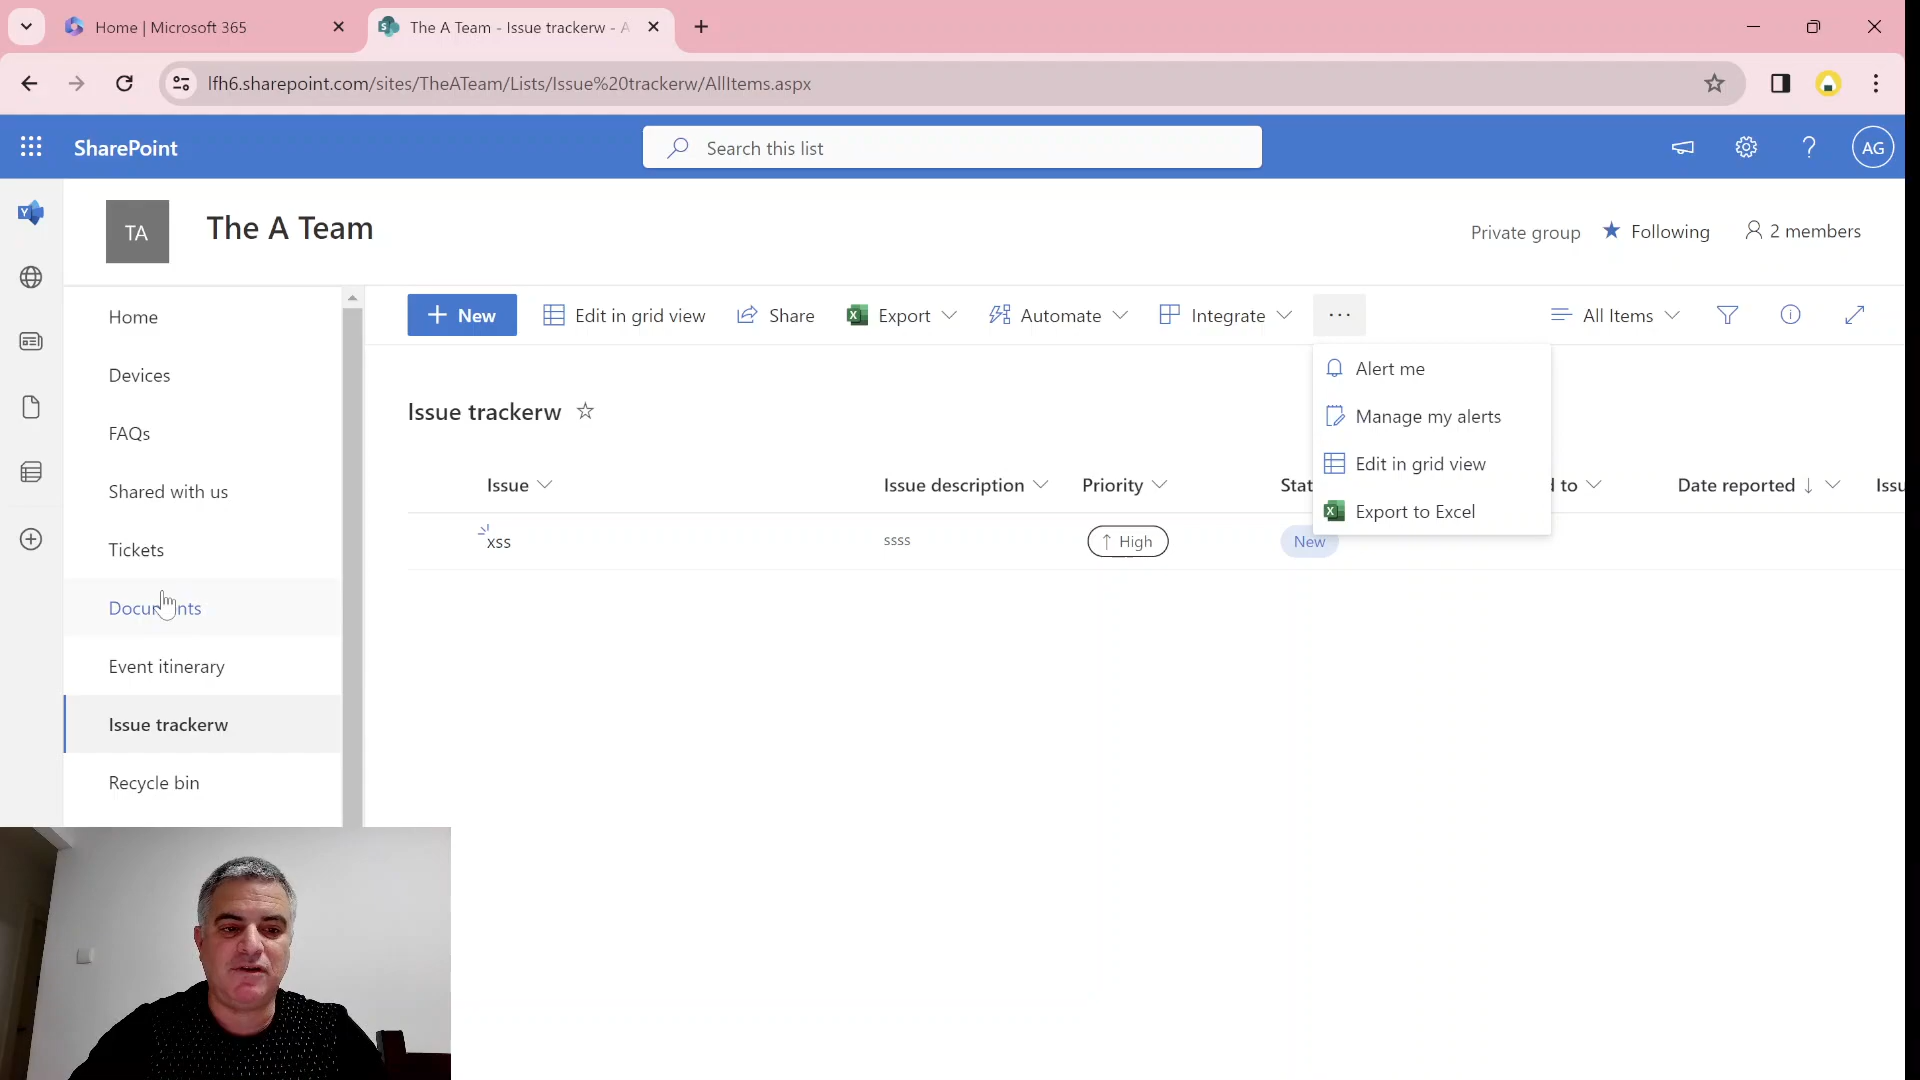 Home | Microsoft 365
The A Team - Issue trackerw - A
lfh6.sharepoint.com/sites/TheATeam/Lists/Issue%20trackerw/AllItems.aspx
SharePoint
Search this list
AG
TA
The A Team
Private group
Following
2 members
Home
Devices
FAQs
Shared with us
Tickets
Documents
Event itinerary
Issue trackerw
Recycle bin
New
Edit in grid view
Share
Export
Automate
Integrate
All Items
Alert me
Manage my alerts
Edit in grid view
Export to Excel
Issue trackerw
Issue
Issue description
Priority
Stat
d to
Date reported
Issu
xss
ssss
High
New